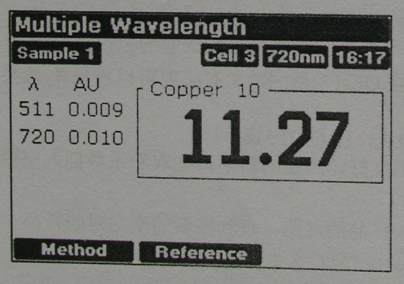 Multiple Wavelength
Sample 1 Cell 3 720nm 16:17
λ AU Copper 10
511 0.009
720 0.010
11.27
Method Reference